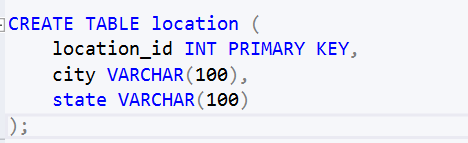 CREATE TABLE location (
    location_id INT PRIMARY KEY,
    city VARCHAR(100),
    state VARCHAR(100)
);